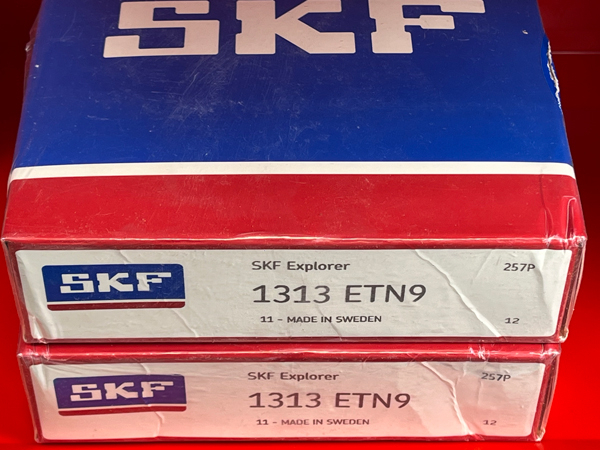 SKF
SKF
SKF Explorer
257P
1313 ETN9
11 - MADE IN SWEDEN
12
SKF
SKF Explorer
257P
1313 ETN9
11 - MADE IN SWEDEN
12